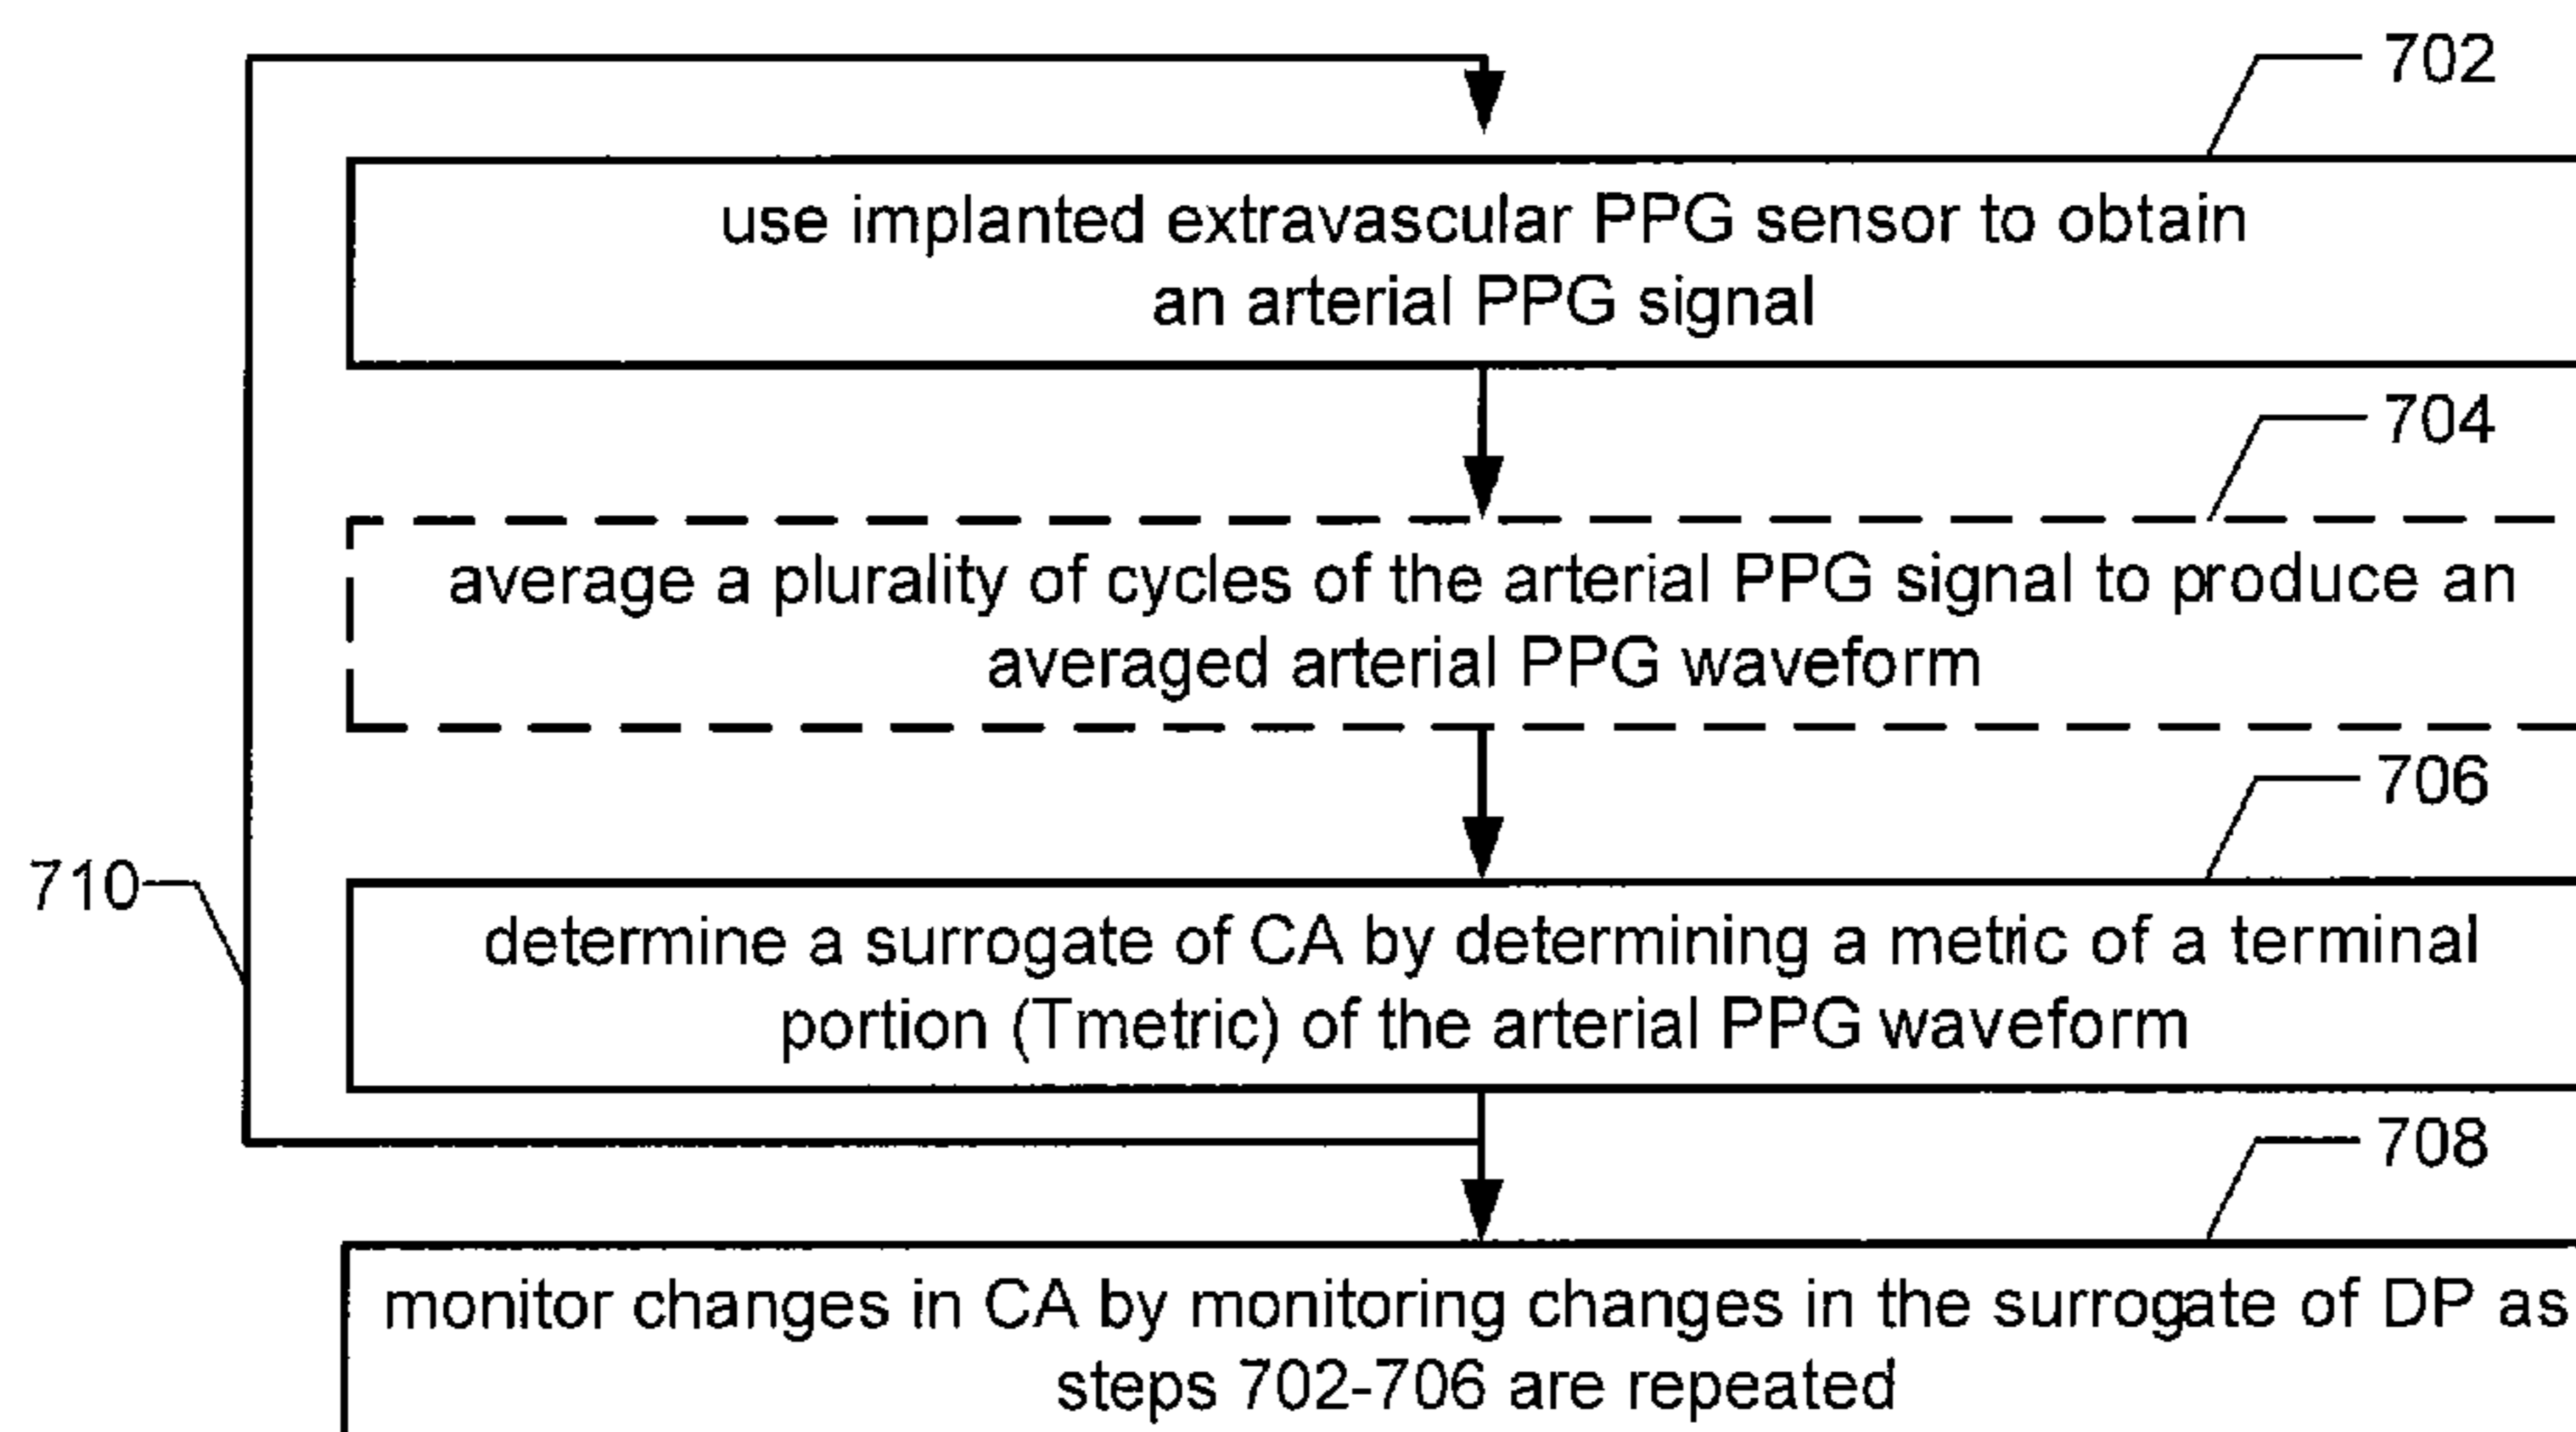 702
use implanted extravascular PPG sensor to obtain
an arterial PPG signal
704
average a plurality of cycles of the arterial PPG signal to produce an
averaged arterial PPG waveform
706
710
determine a surrogate of CA by determining a metric of a terminal
portion (Tmetric) of the arterial PPG waveform
708
monitor changes in CA by monitoring changes in the surrogate of DP as
steps 702-706 are repeated